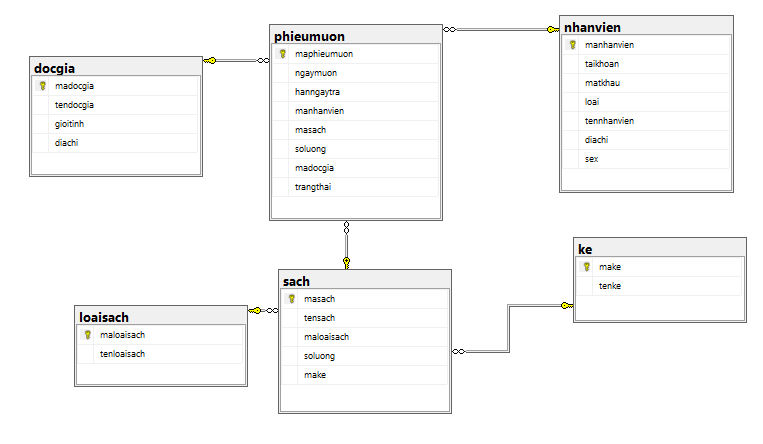 docgia
madocgia
tendocgia
gioitinh
diachi
phieumuon
maphieumuon
ngaymuon
hanngaytra
manhanvien
masach
soluong
madocgia
trangthai
nhanvien
manhanvien
taikhoan
matkhau
loai
tennhanvien
diachi
sex
loaisach
maloaisach
tenloaisach
sach
masach
tensach
maloaisach
soluong
make
ke
make
tenke